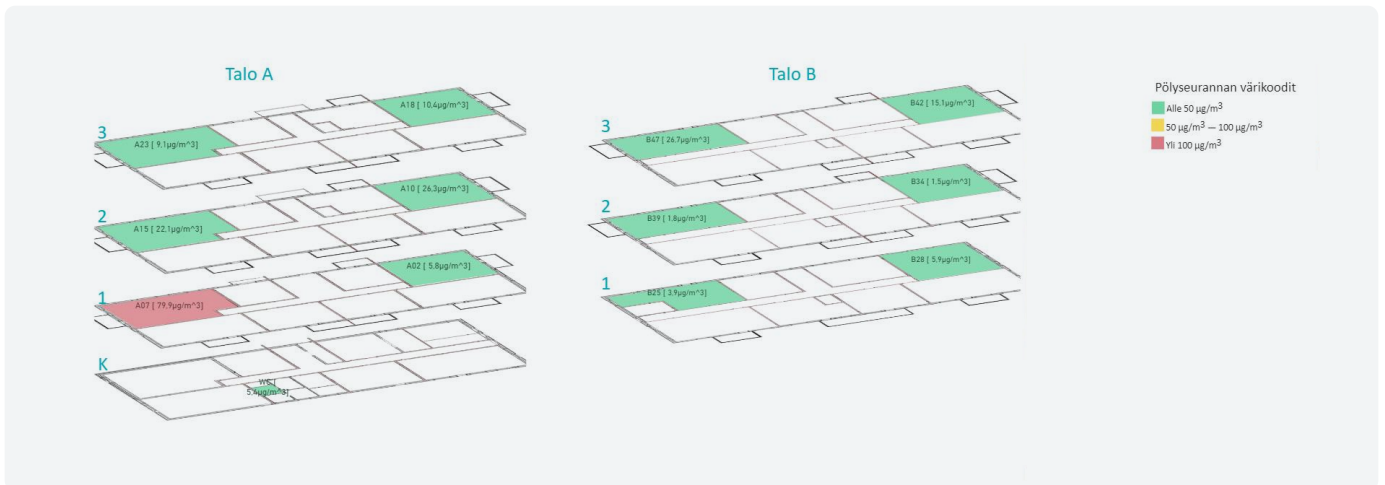 Talo A
3
A18 [ 10.4µg/m^3]
A23 [ 9.1µg/m^3]
2
A10 [ 26.3µg/m^3]
A15 [ 22.1µg/m^3]
1
A02 [ 5.8µg/m^3]
A07 [ 79.9µg/m^3]
K
WC [
5.4µg/m^3]
Talo B
3
B42 [ 15.1µg/m^3]
B47 [ 26.7µg/m^3]
2
B34 [ 1.5µg/m^3]
B39 [ 1.8µg/m^3]
1
B28 [ 5.9µg/m^3]
B25 [ 3.9µg/m^3]
Pölyseurannan värikoodit
Alle 50 µg/m³
50 µg/m³ — 100 µg/m³
Yli 100 µg/m³